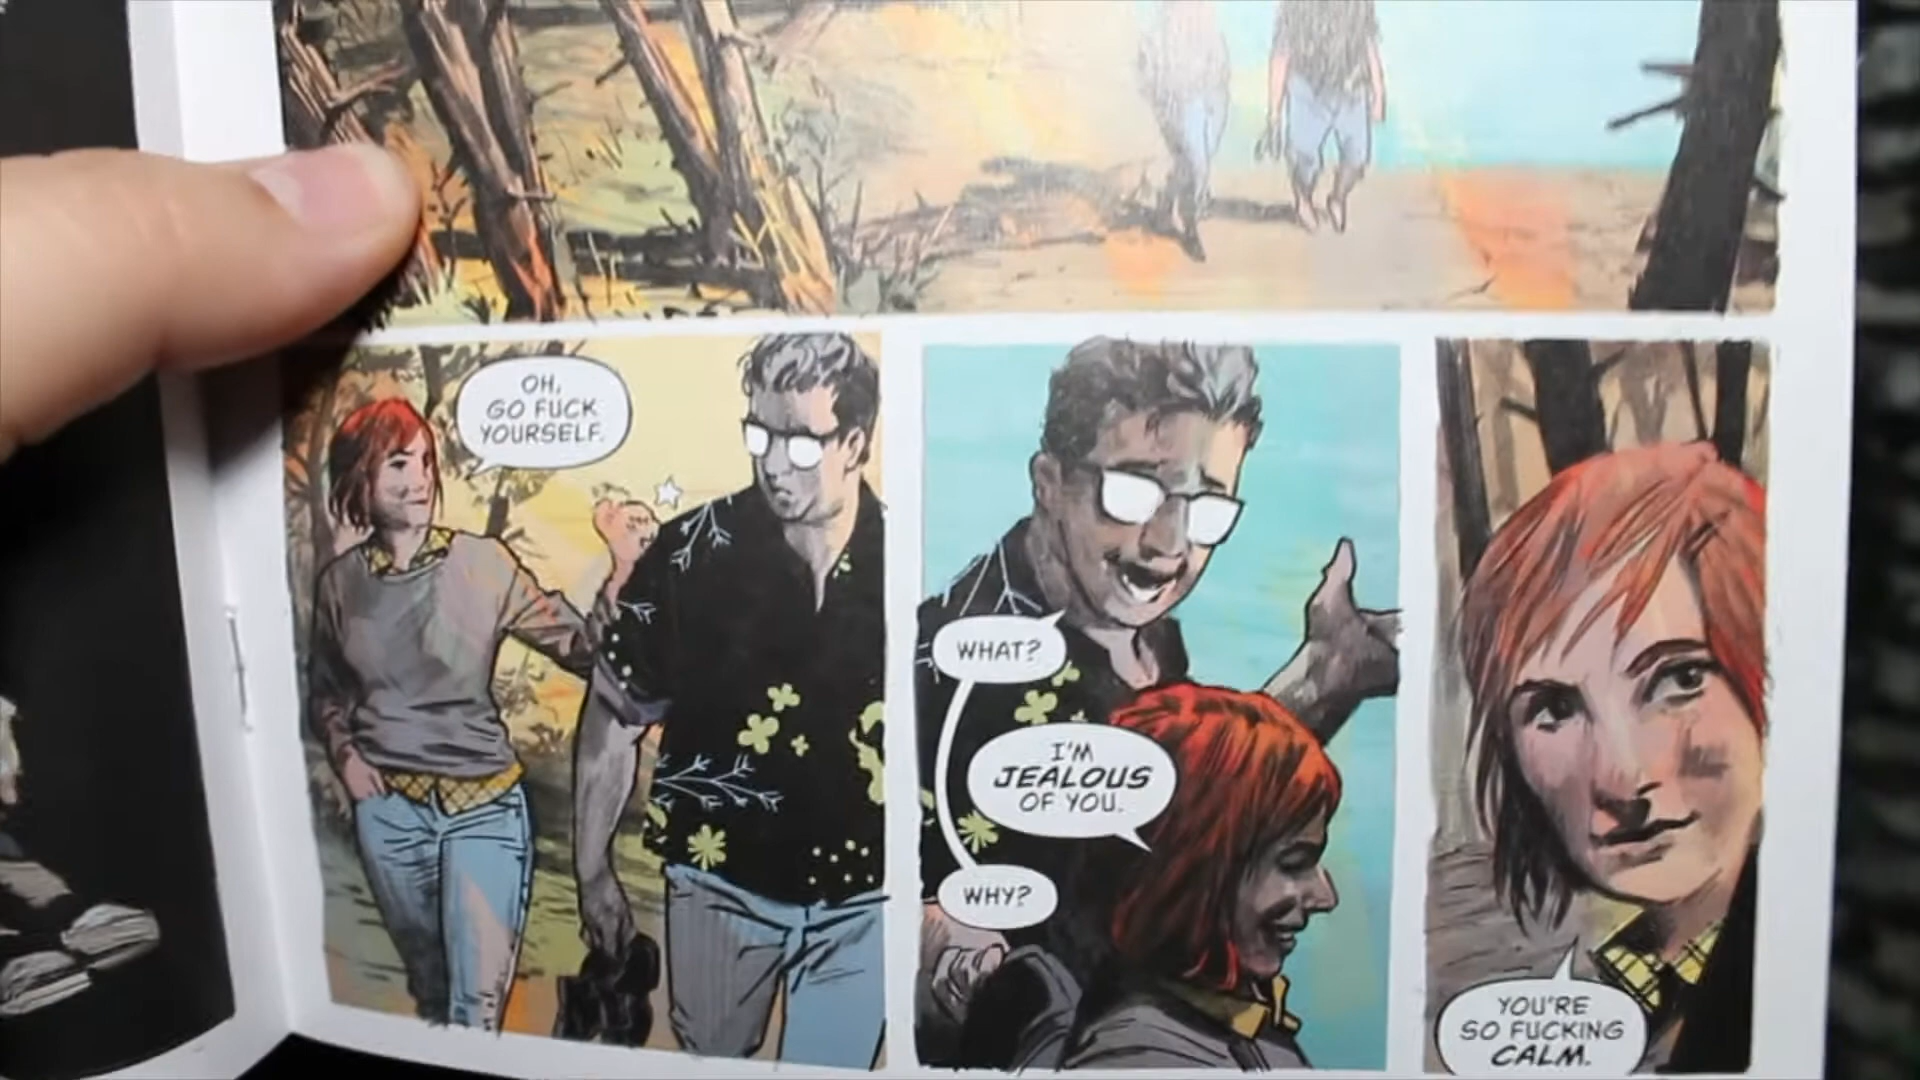 OH,
GO FUCK
YOURSELF.
WHAT?
I'M
JEALOUS
OF YOU.
WHY?
YOU'RE
SO FUCKING
CALM.